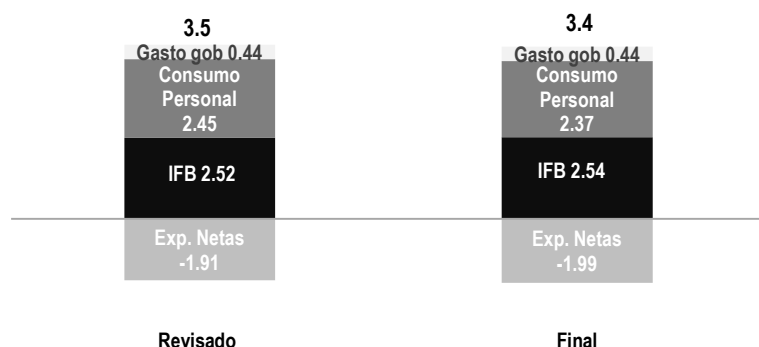 3.5
Gasto gob 0.44
Consumo
Personal
2.45
IFB 2.52
Exp. Netas
-1.91
Revisado
3.4
Gasto gob 0.44
Consumo
Personal
2.37
IFB 2.54
Exp. Netas
-1.99
Final